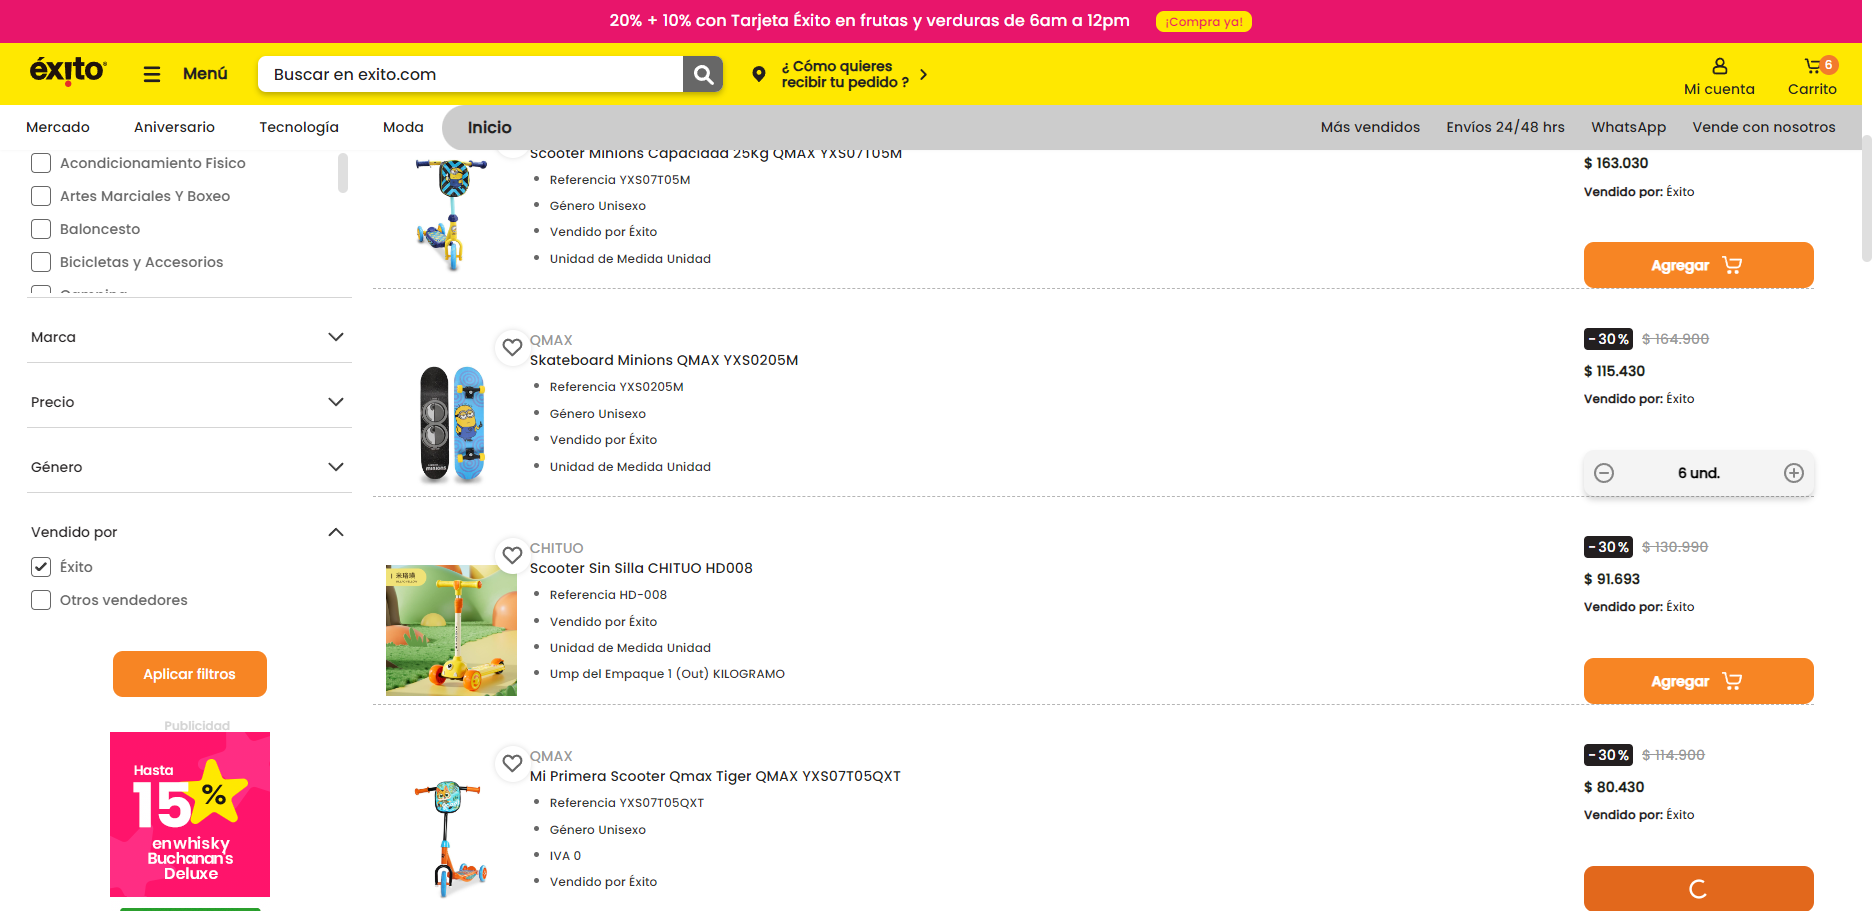 20% + 10% con Tarjeta Éxito en frutas y verduras de 6am a 12pm ¡Compra ya!
éxito
Menú
Buscar en exito.com
¿ Cómo quieres
recibir tu pedido ?
Mi cuenta
6
Carrito
Mercado Aniversario Tecnología Moda Inicio Más vendidos Envíos 24/48 hrs WhatsApp Vende con nosotros
Acondicionamiento Fisico
Artes Marciales Y Boxeo
Baloncesto
Bicicletas y Accesorios
Marca
Precio
Género
Vendido por
Éxito
Otros vendedores
Aplicar filtros
Publicidad
Hasta
15%
en whisky
Buchanan's
Deluxe
Scooter Minions Capacidad 25Kg QMAX YXS07T05M
Referencia YXS07T05M
Género Unisexo
Vendido por Éxito
Unidad de Medida Unidad
$ 163.030
Vendido por: Éxito
Agregar
QMAX
Skateboard Minions QMAX YXS0205M
Referencia YXS0205M
Género Unisexo
Vendido por Éxito
Unidad de Medida Unidad
-30% $ 164.900
$ 115.430
Vendido por: Éxito
6 und.
CHITUO
Scooter Sin Silla CHITUO HD008
Referencia HD-008
Vendido por Éxito
Unidad de Medida Unidad
Ump del Empaque 1 (Out) KILOGRAMO
-30% $ 130.990
$ 91.693
Vendido por: Éxito
Agregar
QMAX
Mi Primera Scooter Qmax Tiger QMAX YXS07T05QXT
Referencia YXS07T05QXT
Género Unisexo
IVA 0
Vendido por Éxito
-30% $ 114.900
$ 80.430
Vendido por: Éxito